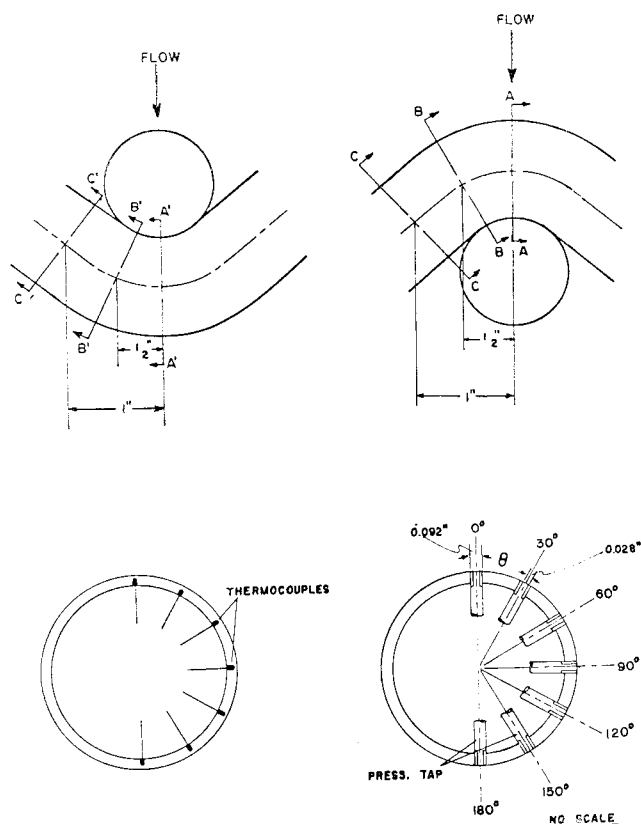 FLOW
C'
B'
A'
C'
B'
A'
1/2"
1"
FLOW
A
B
C
B
A
C
1/2"
1"
THERMOCOUPLES
0.092"
0°
θ
30°
0.028"
60°
90°
120°
150°
180°
PRESS. TAP
NO SCALE